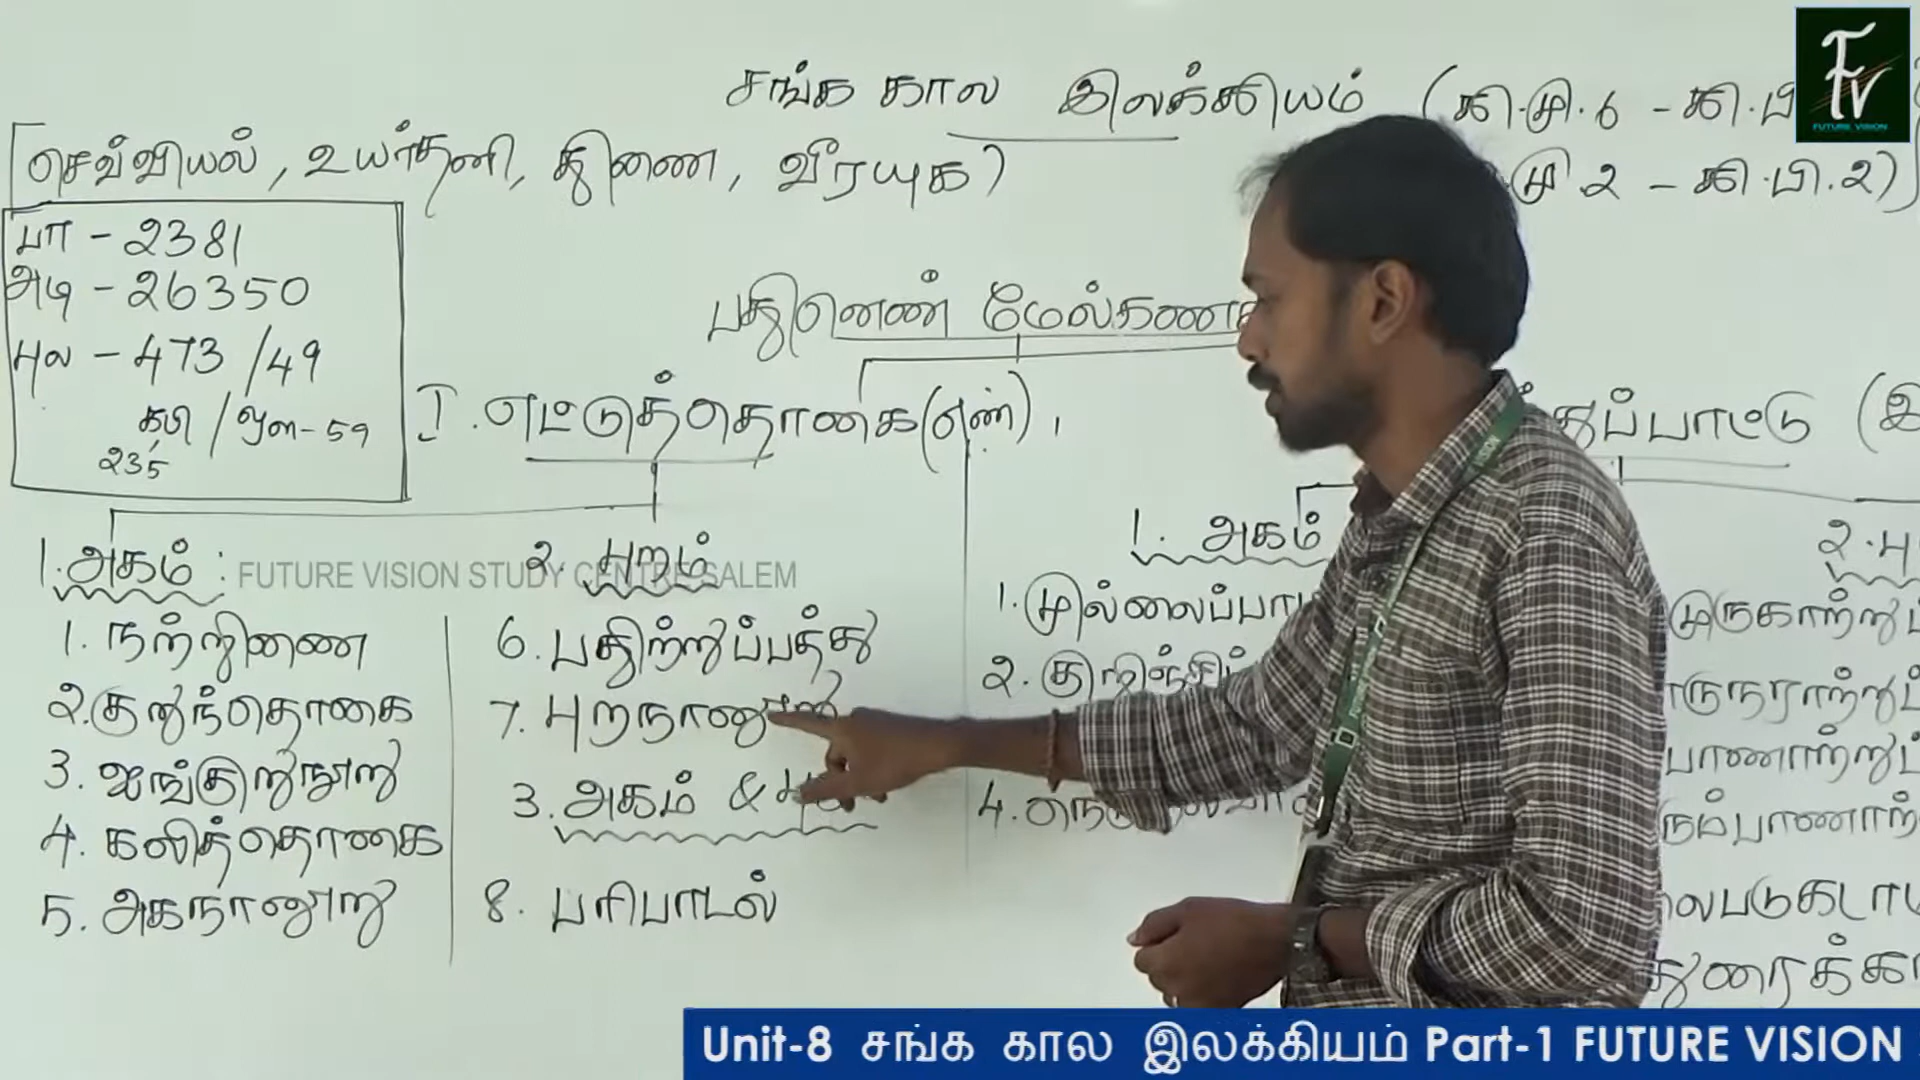 சங்க கால இலக்கியம் (கி.மு. 6 - கி.பி
[செவ்வியல், உயர்தனி, திணை, வீரயுக)
மு 2 - கி.பி.2)
FUTURE VISION
பா - 2381
அடி - 26350
புல - 473 / 49
கபி / ஔ - 59
235
பதினெண் மேல்கண
I. எட்டுத்தொகை (எண்)
துப்பாட்டு (இ
1. அகம் :
2. புறம்
1. அகம்
2. பு
FUTURE VISION STUDY CENTRE SALEM
1. நற்றிணை
2. குறுந்தொகை
3. ஐங்குறுநூறு
4. கலித்தொகை
5. அகநானூறு
6. பதிற்றுப்பத்து
7. புறநானூறு
3. அகம் &
8. பரிபாடல்
1. முல்லைப்பா
2. குறிஞ்சிப்
4.
முருகாற்றுப்
ருநராற்றுப்
பாணாற்றுப்
ரும்பாணாற்
லைபடுகடாம்
துரைக்கா
Unit-8 சங்க கால இலக்கியம் Part-1 FUTURE VISION